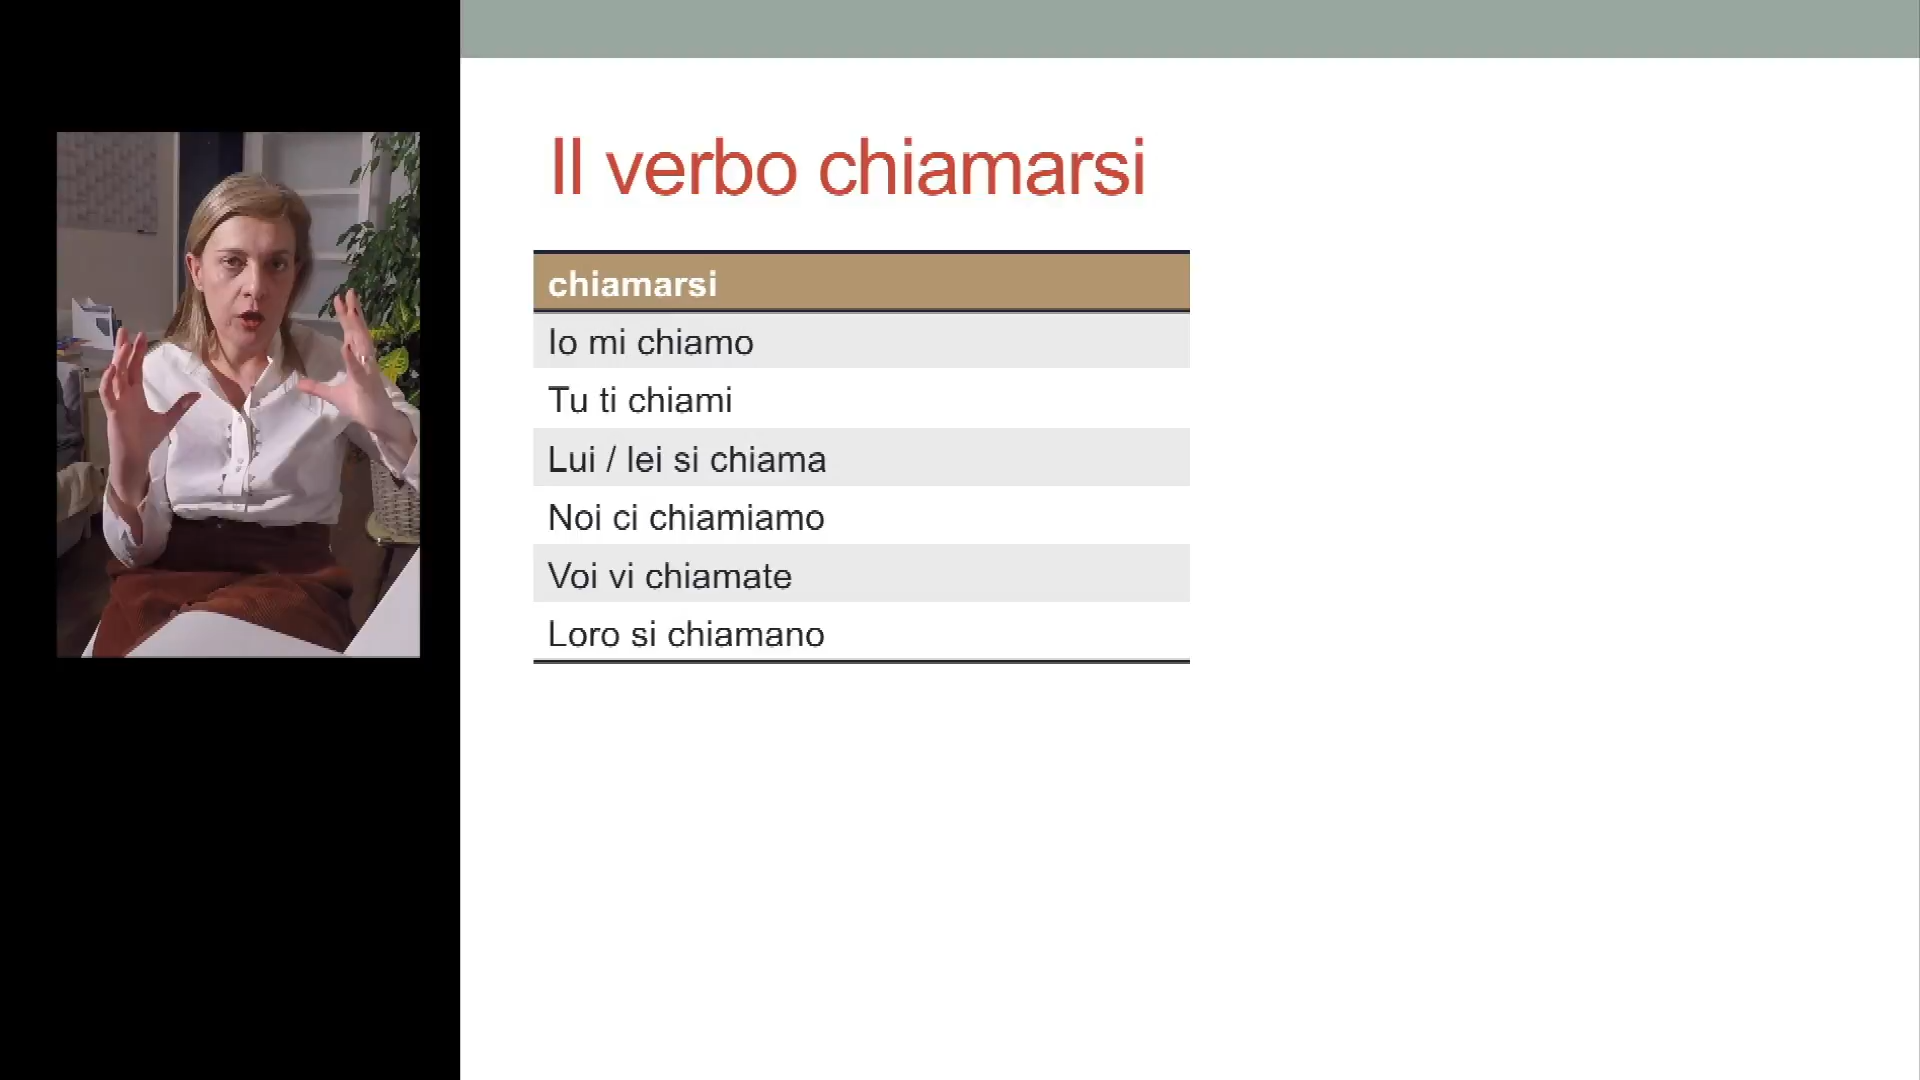 Il verbo chiamarsi
chiamarsi
Io mi chiamo
Tu ti chiami
Lui / lei si chiama
Noi ci chiamiamo
Voi vi chiamate
Loro si chiamano